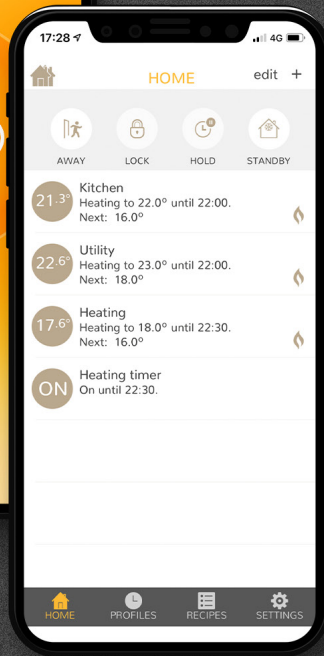 17:28
4G
HOME
edit +
AWAY
LOCK
HOLD
STANDBY
21.3°
Kitchen
Heating to 22.0° until 22:00.
Next: 16.0°
22.6°
Utility
Heating to 23.0° until 22:00.
Next: 18.0°
17.6°
Heating
Heating to 18.0° until 22:30.
Next: 16.0°
ON
Heating timer
On until 22:30.
HOME
PROFILES
RECIPES
SETTINGS